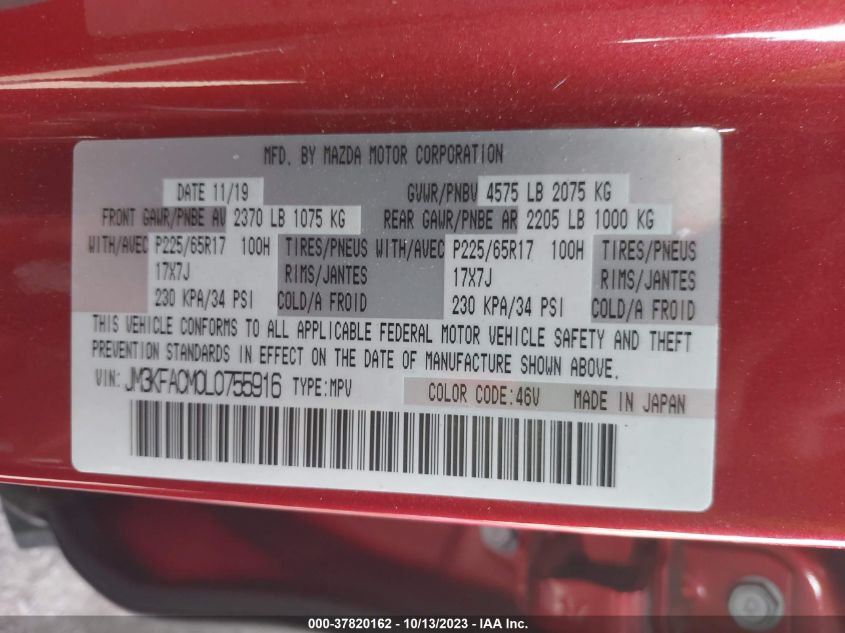 MFD. BY MAZDA MOTOR CORPORATION
DATE 11/19 GVWR/PNBV 4575 LB 2075 KG
FRONT GAWR/PNBE AV 2370 LB 1075 KG REAR GAWR/PNBE AR 2205 LB 1000 KG
WITH/AVEC P225/65R17 100H TIRES/PNEUS WITH/AVEC P225/65R17 100H TIRES/PNEUS
17X7J RIMS/JANTES 17X7J RIMS/JANTES
230 KPA/34 PSI COLD/A FROID 230 KPA/34 PSI COLD/A FROID
THIS VEHICLE CONFORMS TO ALL APPLICABLE FEDERAL MOTOR VEHICLE SAFETY AND THEFT
PREVENTION STANDARDS IN EFFECT ON THE DATE OF MANUFACTURE SHOWN ABOVE.
VIN: JM3KFACM0L0755916 TYPE:MPV COLOR CODE:46V MADE IN JAPAN
000-37820162 - 10/13/2023 - IAA Inc.